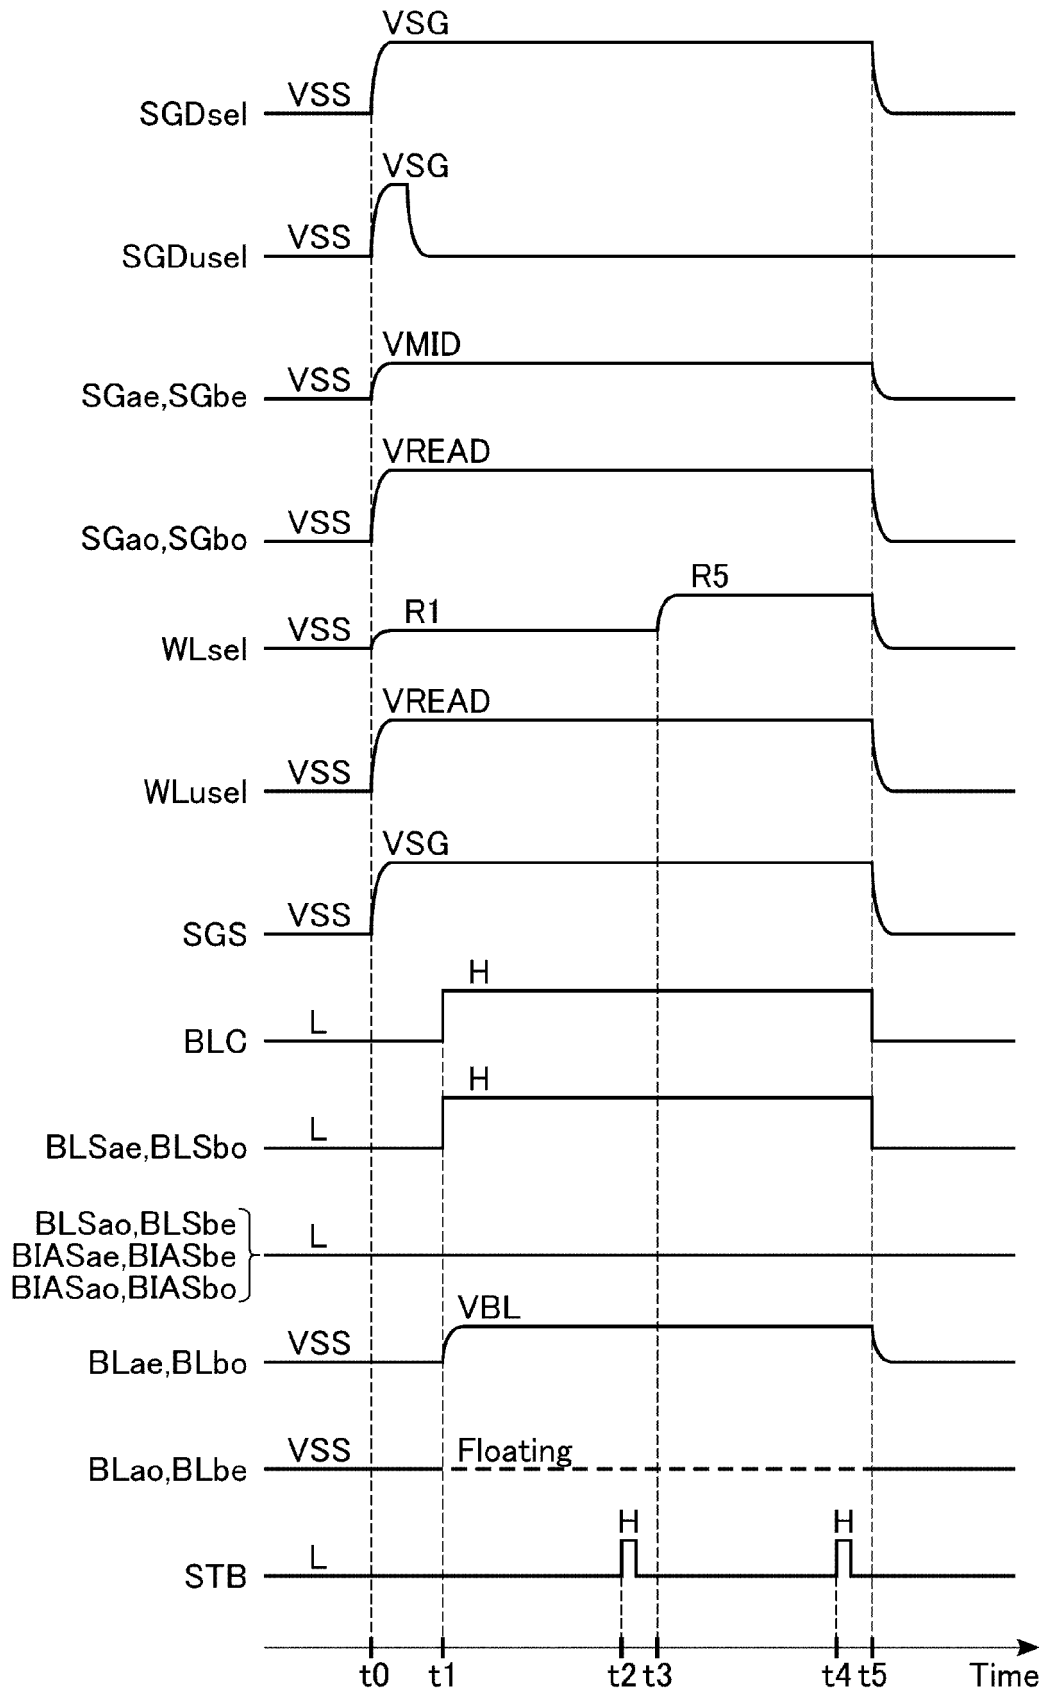 VSG
VSS
SGDsel
VSG
VSS
SGDusel
VMID
VSS
SGae,SGbe
VREAD
VSS
SGao,SGbo
R5
R1
VSS
WLsel
VREAD
VSS
WLusel
VSG
VSS
SGS
H
L
BLC
H
L
BLSae,BLSbo
BLSao,BLSbe
L
BIASae,BIASbe
BIASao,BIASbo
VBL
VSS
BLae,BLbo
VSS
Floating
BLao,BLbe
H H
L
STB
t0 t1 t2 t3 t4 t5 Time